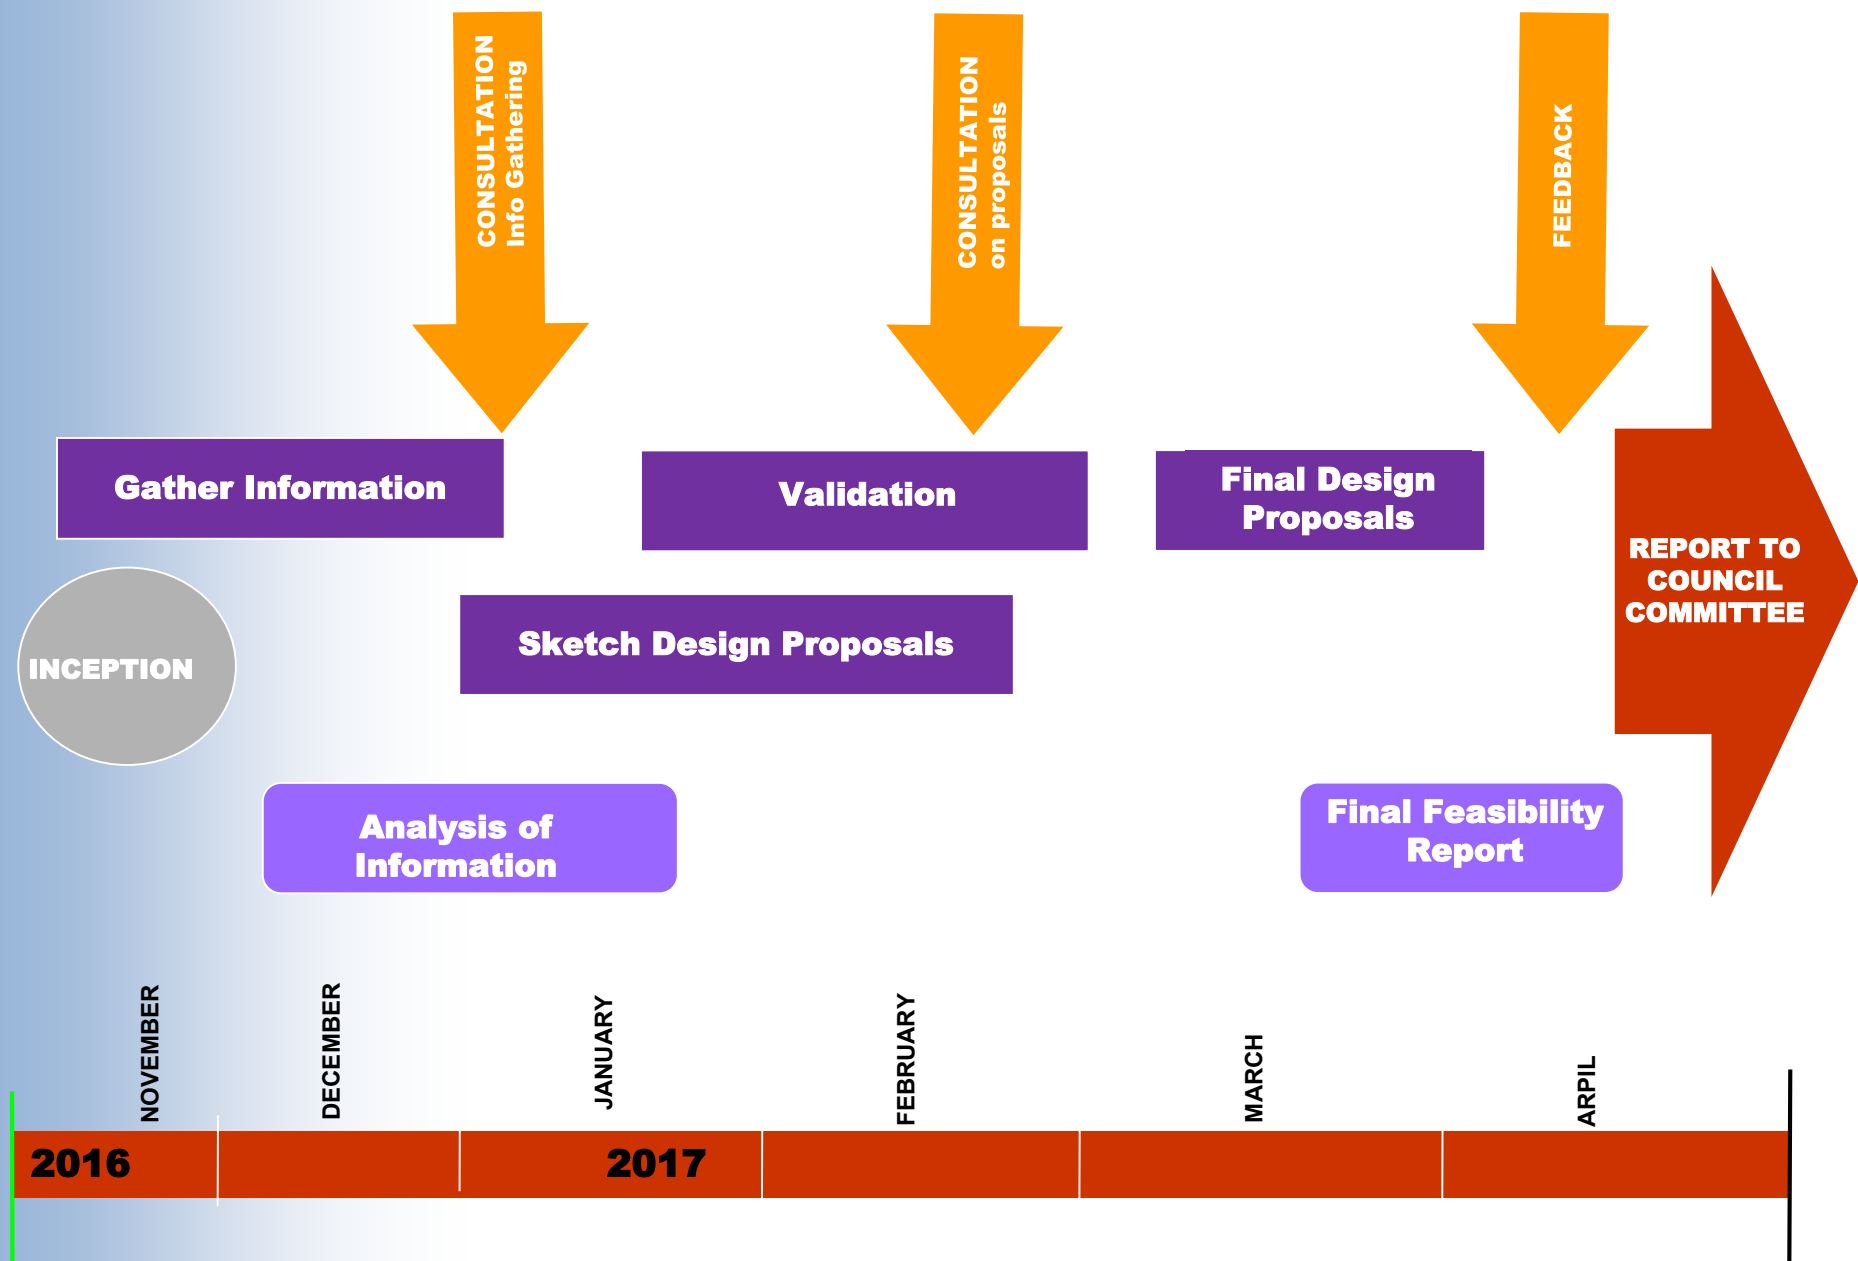 CONSULTATION
Info Gathering
CONSULTATION
on proposals
FEEDBACK
Gather Information
Validation
Final Design
Proposals
REPORT TO
COUNCIL
COMMITTEE
INCEPTION
Sketch Design Proposals
Analysis of
Information
Final Feasibility
Report
NOVEMBER
DECEMBER
JANUARY
FEBRUARY
MARCH
ARPIL
2016
2017